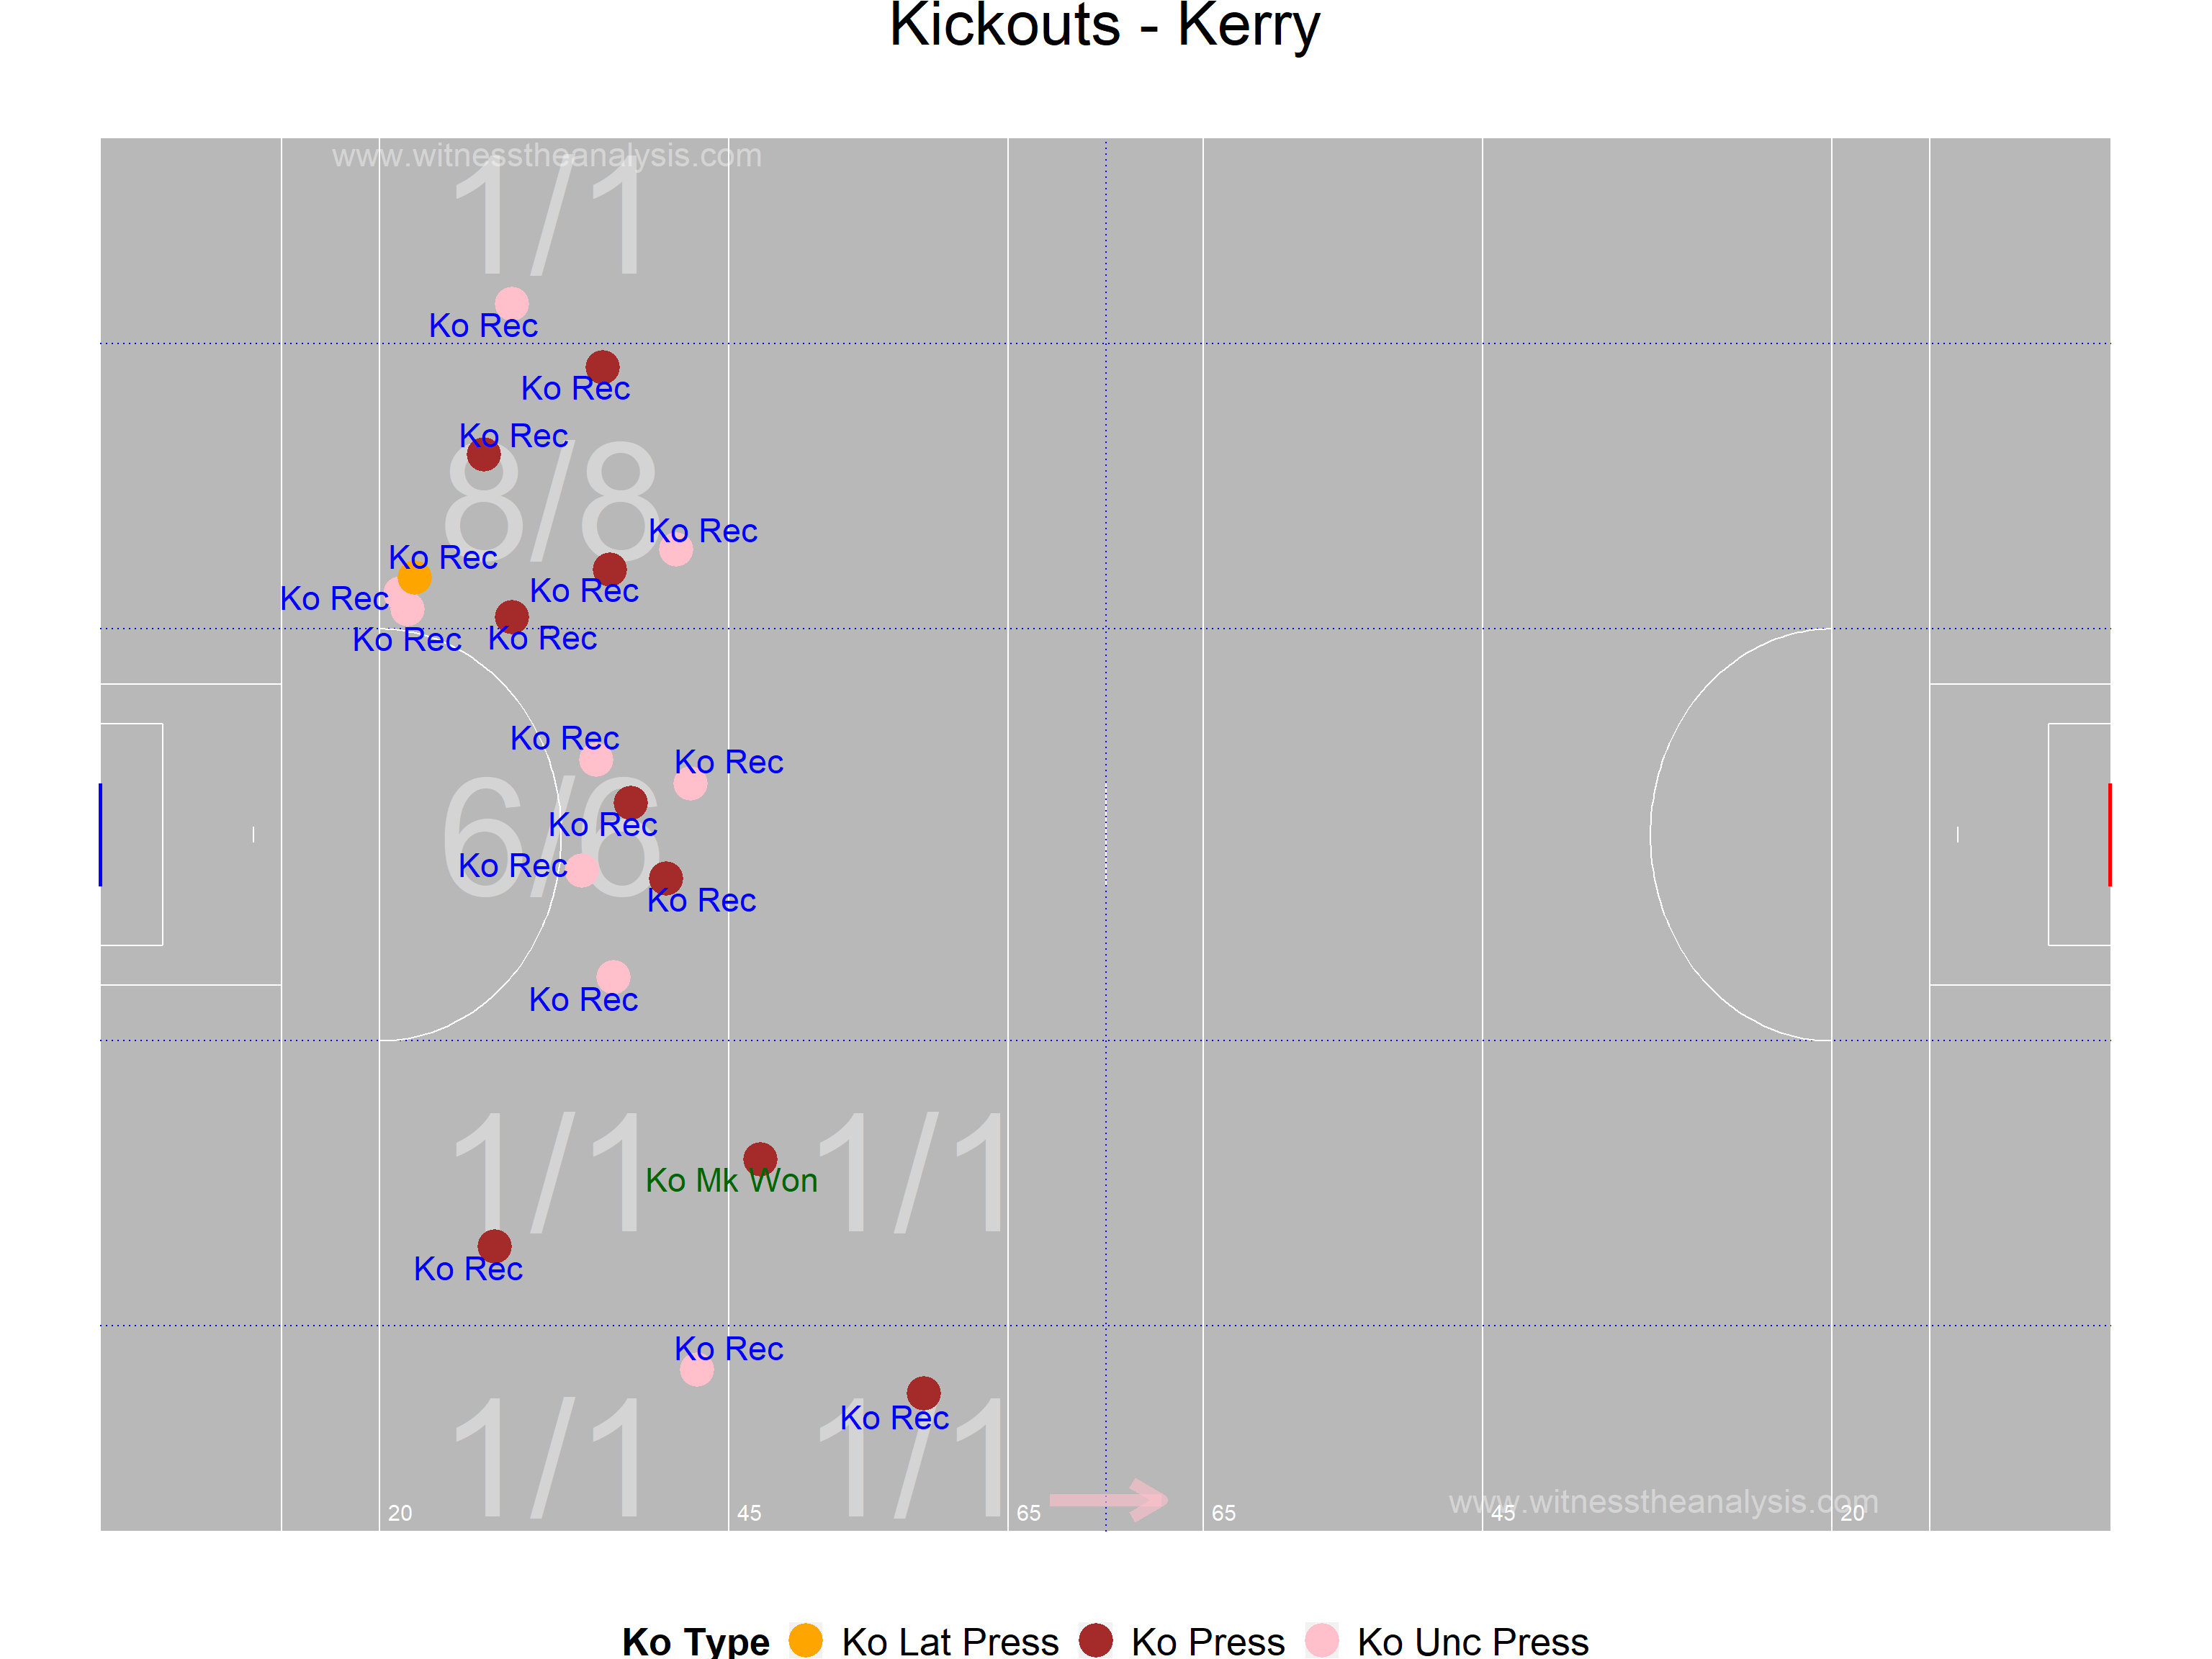 Kickouts - Kerry
www.witnesstheanalysis.com
1/1
Ko Rec
Ko Rec
Ko Rec
8/8
Ko Rec
Ko Rec
Ko Rec
Ko Rec
Ko Rec
Ko Rec
Ko Rec
Ko Rec
6/6
Ko Rec
Ko Rec
Ko Rec
Ko Rec
1/1 1/1
Ko Mk Won
Ko Rec
Ko Rec
Ko Rec
1/1 1/1
www.witnesstheanalysis.com
20 45 65 65 45 20
Ko Type Ko Lat Press Ko Press Ko Unc Press